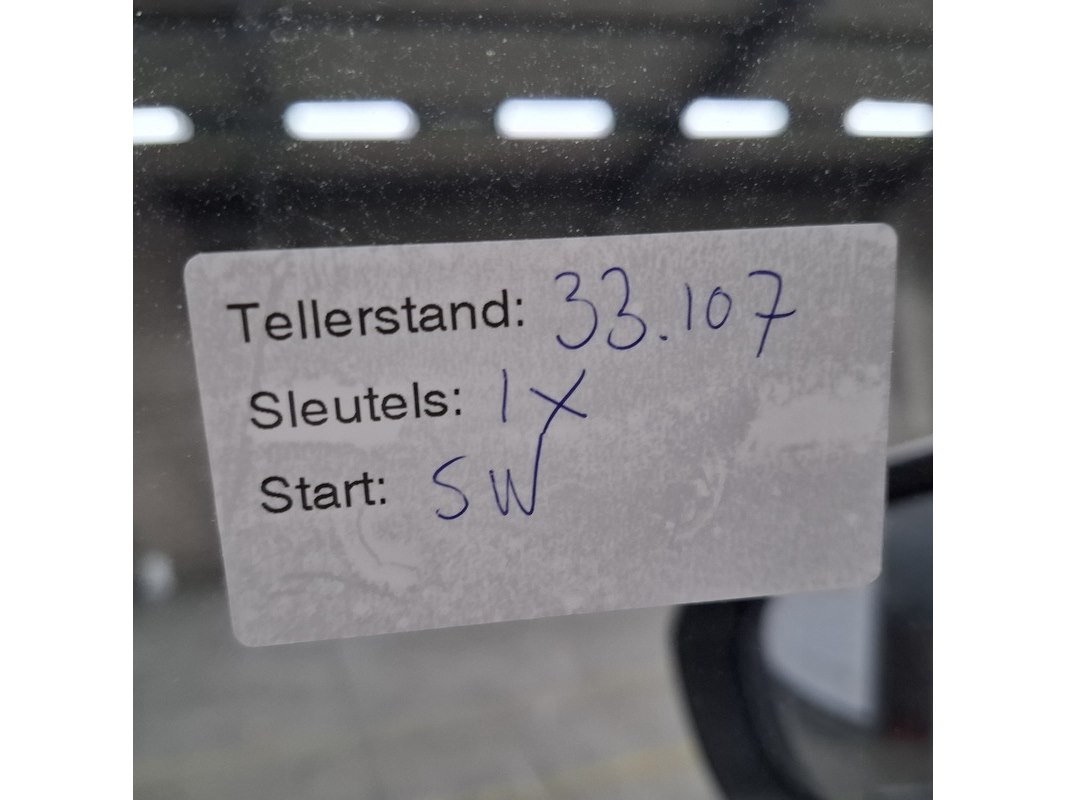 Tellerstand: 33.107
Sleutels: 1x
Start: SW